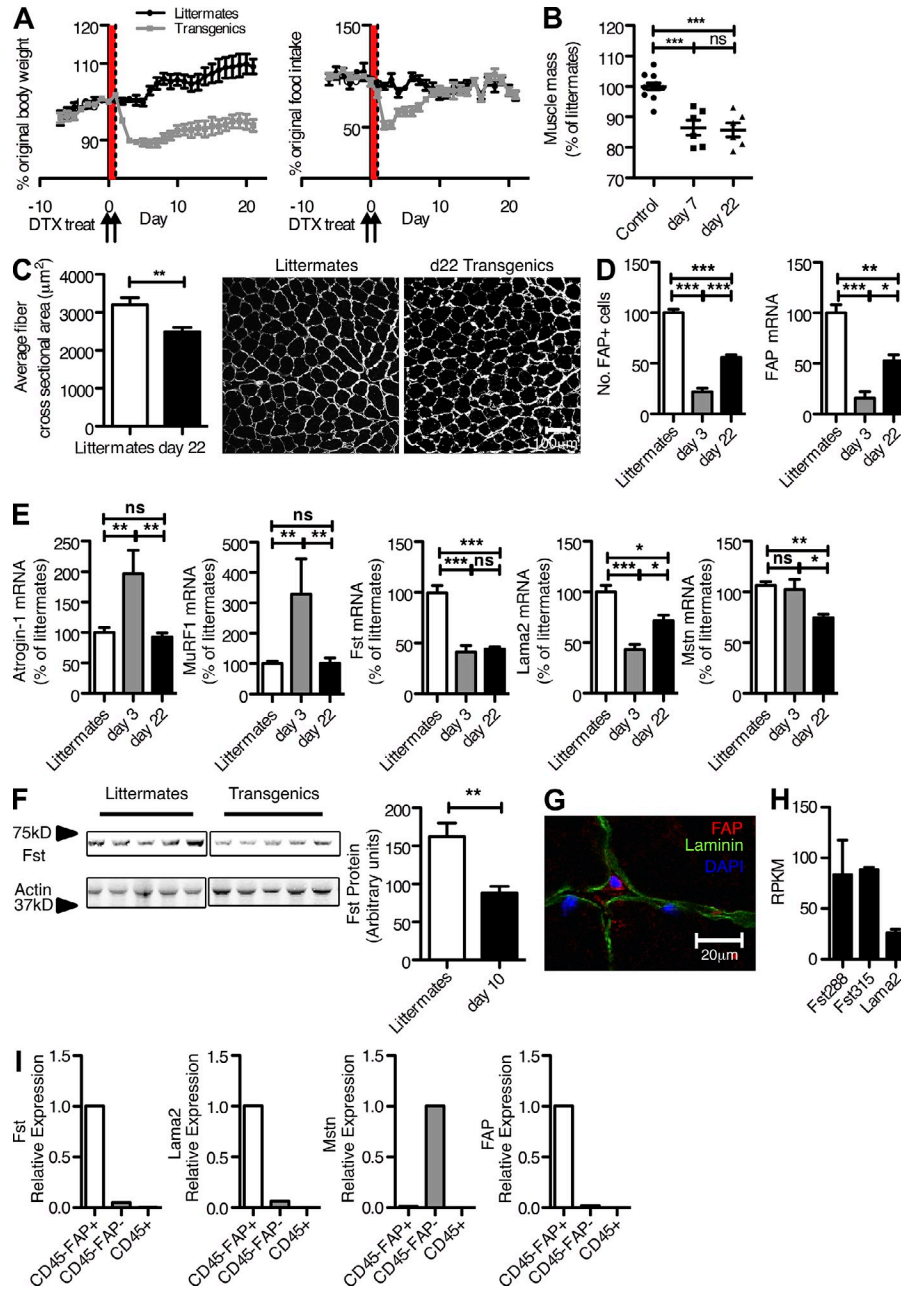 A
Littermates
Transgenics
% original body weight
120
110
100
90
-10 0 10 20
DTX treat
Day
% original food intake
150
50
-10 0 10 20
DTX treat
Day
B
Muscle mass
(% of littermates)
*** 
*** ns
120
110
100
90
80
70
Control
day 7
day 22
C
Average fiber
cross sectional area (µm²)
**
4000
3000
2000
1000
0
Littermates day 22
Littermates
d22 Transgenics
100µm
D
No. FAP+ cells
***
*** ***
150
100
50
0
Littermates
day 3
day 22
FAP mRNA
**
*** *
150
100
50
0
Littermates
day 3
day 22
E
Atrogin-1 mRNA
(% of littermates)
ns
** **
250
200
150
100
50
0
Littermates
day 3
day 22
MuRF1 mRNA
(% of littermates)
ns
** **
500
400
300
200
100
0
Littermates
day 3
day 22
Fst mRNA
(% of littermates)
***
*** ns
150
100
50
0
Littermates
day 3
day 22
Lama2 mRNA
(% of littermates)
*
*** *
150
100
50
0
Littermates
day 3
day 22
Mstn mRNA
(% of littermates)
**
ns *
150
100
50
0
Littermates
day 3
day 22
F
Littermates
Transgenics
75kD
Fst
Actin
37kD
Fst Protein
(Arbitrary units)
**
200
150
100
50
0
Littermates
day 10
G
FAP
Laminin
DAPI
20µm
H
RPKM
150
100
50
0
Fst288
Fst315
Lama2
I
Fst
Relative Expression
1.5
1.0
0.5
0.0
CD45-FAP+
CD45-FAP-
CD45+
Lama2
Relative Expression
1.5
1.0
0.5
0.0
CD45-FAP+
CD45-FAP-
CD45+
Mstn
Relative Expression
1.5
1.0
0.5
0.0
CD45-FAP+
CD45-FAP-
CD45+
FAP
Relative Expression
1.5
1.0
0.5
0.0
CD45-FAP+
CD45-FAP-
CD45+